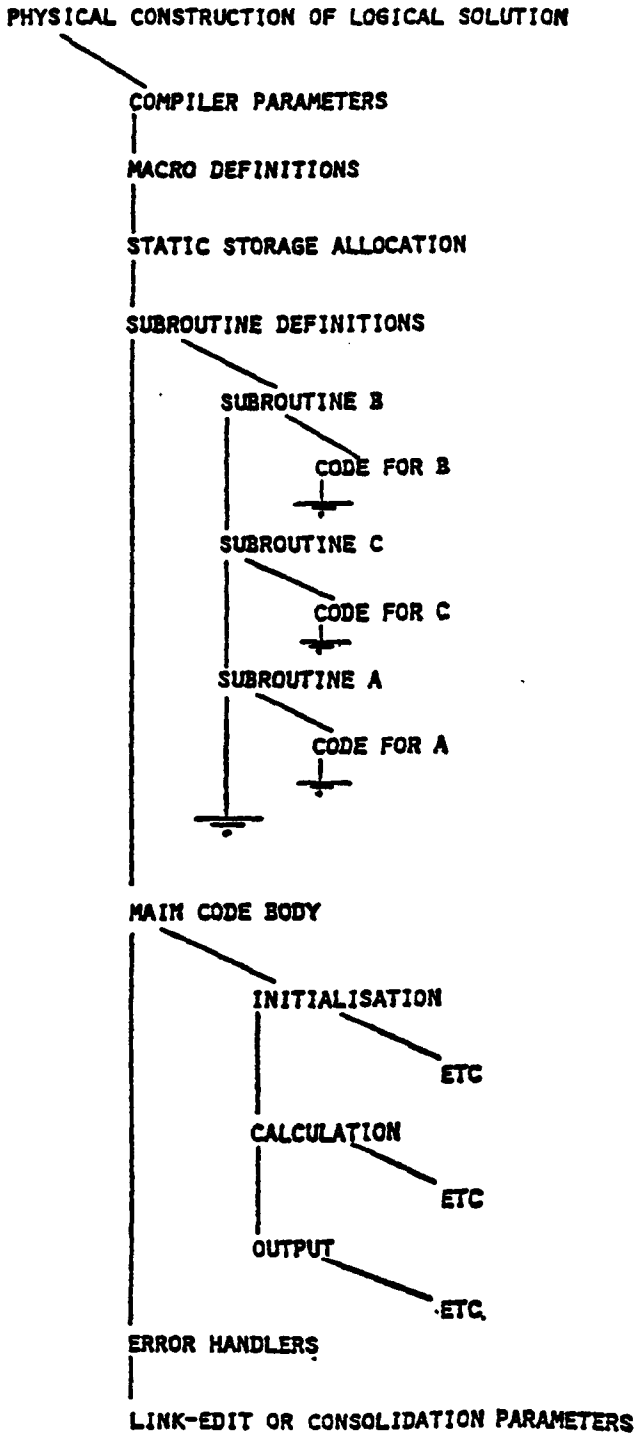 PHYSICAL CONSTRUCTION OF LOGICAL SOLUTION
COMPILER PARAMETERS
MACRO DEFINITIONS
STATIC STORAGE ALLOCATION
SUBROUTINE DEFINITIONS
SUBROUTINE B
CODE FOR B
SUBROUTINE C
CODE FOR C
SUBROUTINE A
CODE FOR A
MAIN CODE BODY
INITIALISATION
ETC
CALCULATION
ETC
OUTPUT
ETC.
ERROR HANDLERS
LINK-EDIT OR CONSOLIDATION PARAMETERS